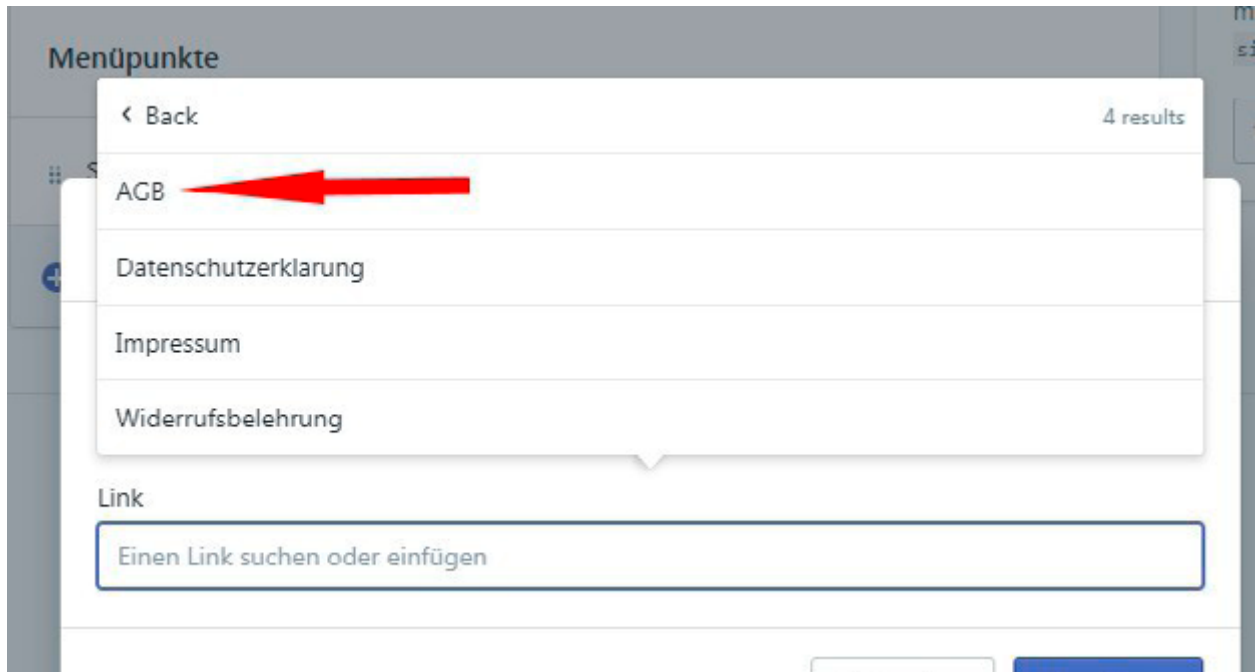 Menüpunkte
Back
4 results
AGB
Datenschutzerklarung
Impressum
Widerrufsbelehrung
Link
Einen Link suchen oder einfügen